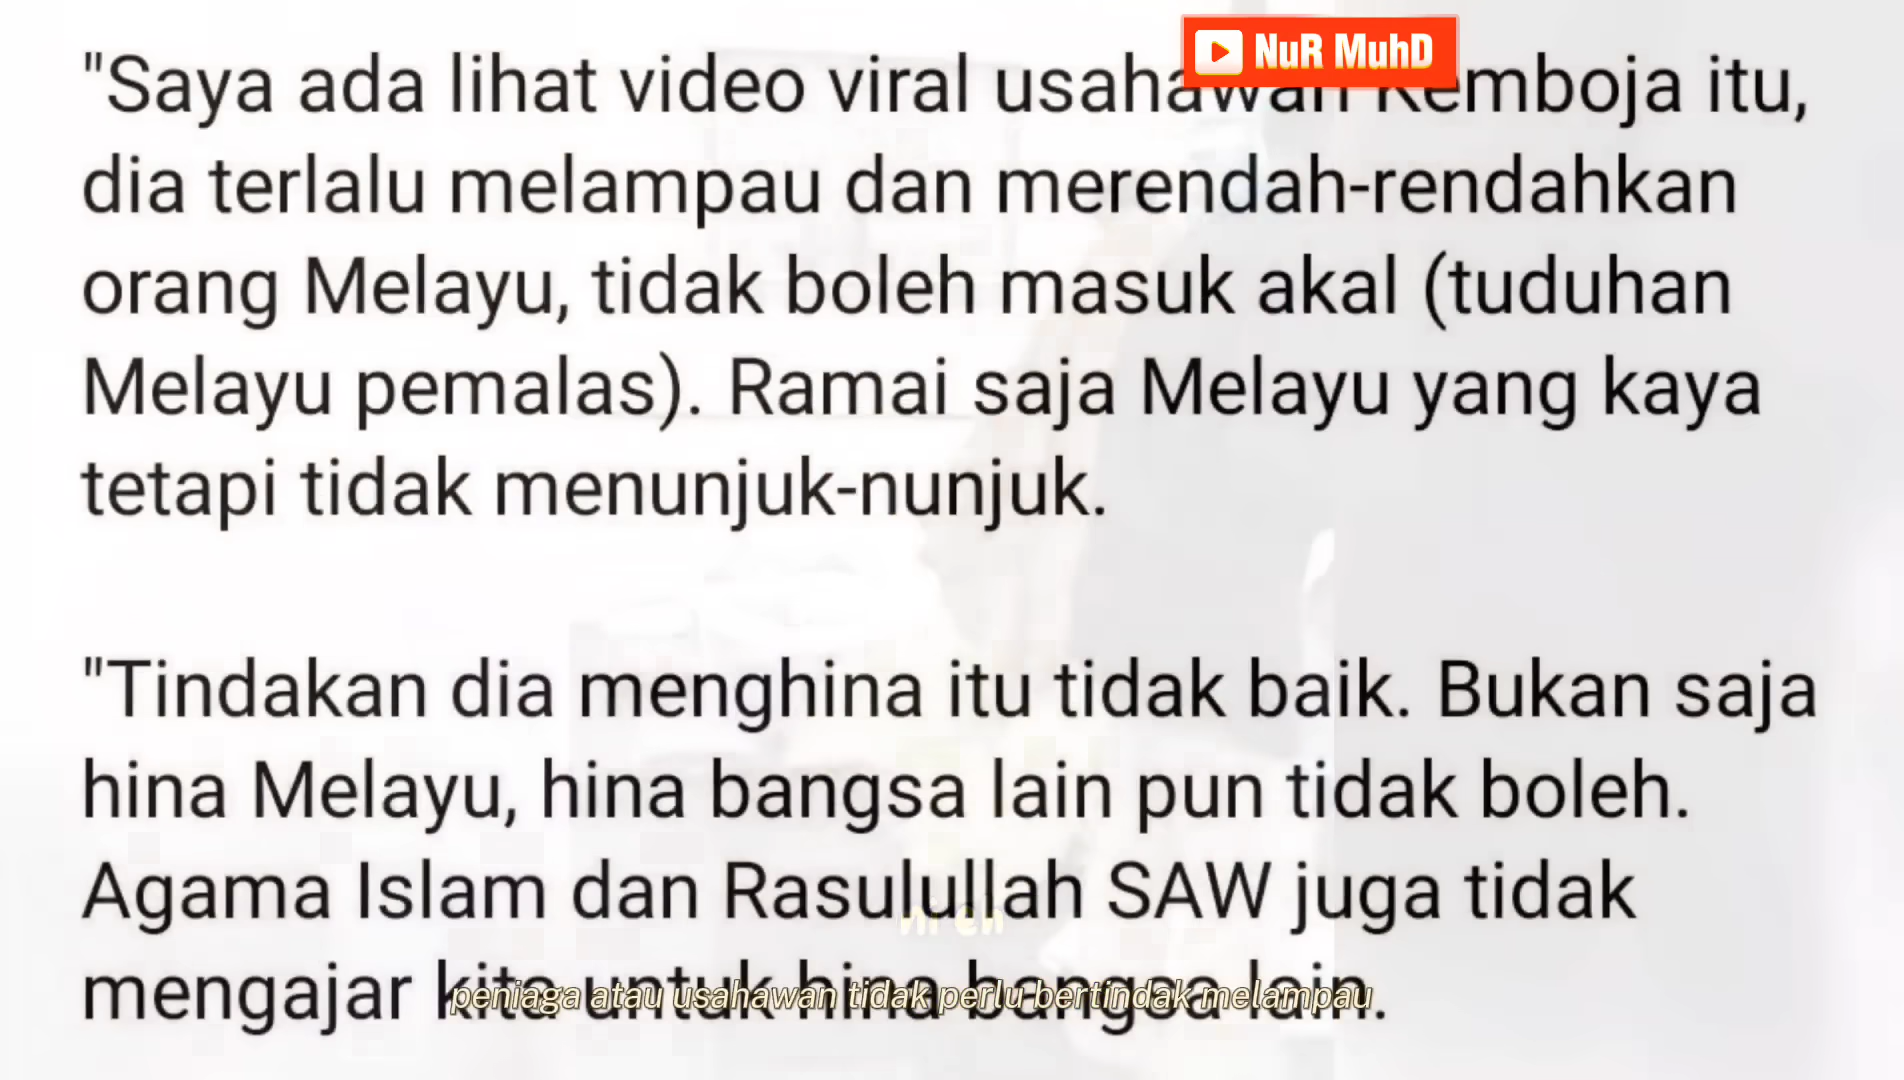 NuR MuhD
"Saya ada lihat video viral usahawan Kemboja itu,
dia terlalu melampau dan merendah-rendahkan
orang Melayu, tidak boleh masuk akal (tuduhan
Melayu pemalas). Ramai saja Melayu yang kaya
tetapi tidak menunjuk-nunjuk.
"Tindakan dia menghina itu tidak baik. Bukan saja
hina Melayu, hina bangsa lain pun tidak boleh.
Agama Islam dan Rasulullah SAW juga tidak
mengajar kita untuk hina bangsa lain.
peniaga atau usahawan tidak perlu bertindak melampau